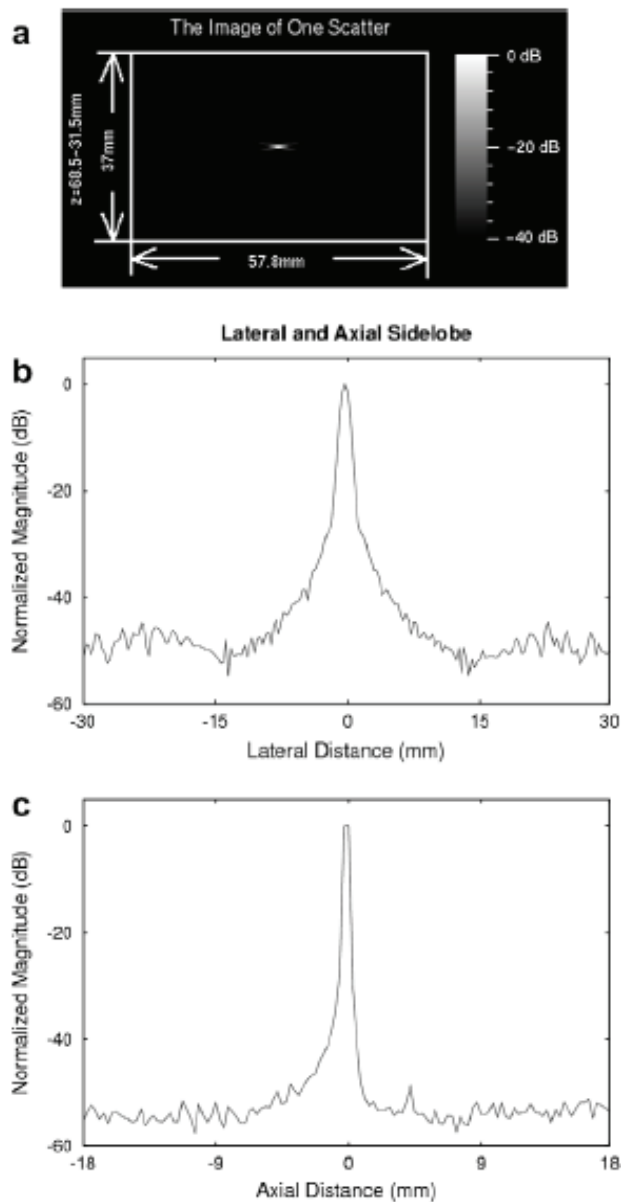 a
The Image of One Scatter
0 dB
-20 dB
-40 dB
z=68.5-31.5mm
37mm
57.8mm
Lateral and Axial Sidelobe
b
Normalized Magnitude (dB)
0
-20
-40
-60
-30
-15
0
15
30
Lateral Distance (mm)
c
Normalized Magnitude (dB)
0
-20
-40
-60
-18
-9
0
9
18
Axial Distance (mm)